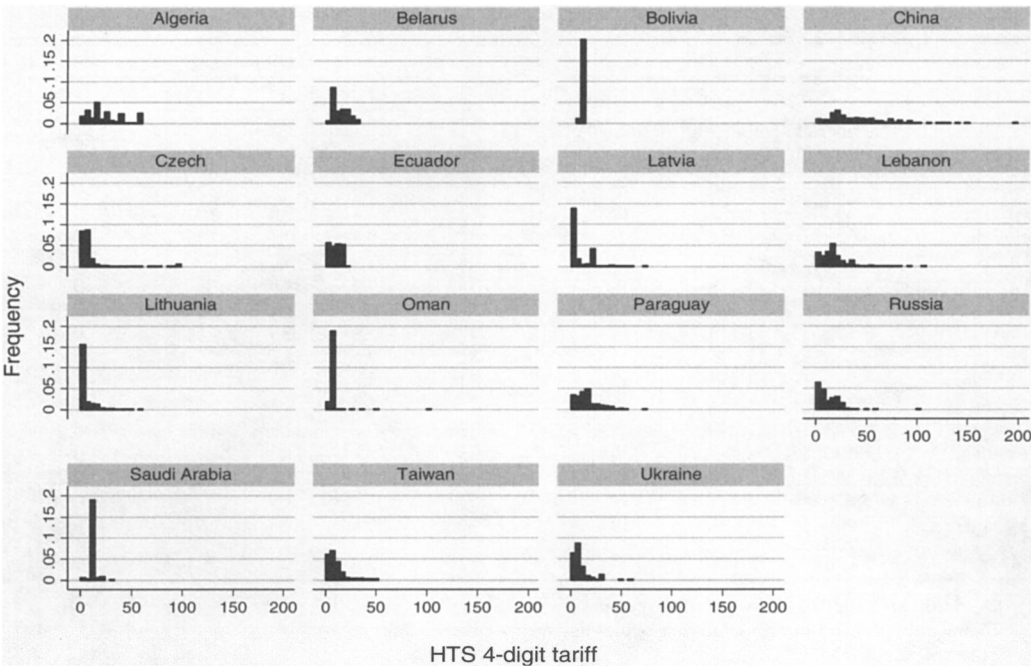 Algeria Belarus Bolivia China
0 .05 .1 .15 .2
Czech Ecuador Latvia Lebanon
0 .05 .1 .15 .2
Lithuania Oman Paraguay Russia
0 .05 .1 .15 .2
0 50 100 150 200
Saudi Arabia Taiwan Ukraine
0 .05 .1 .15 .2
0 50 100 150 200 0 50 100 150 200 0 50 100 150 200
Frequency
HTS 4-digit tariff